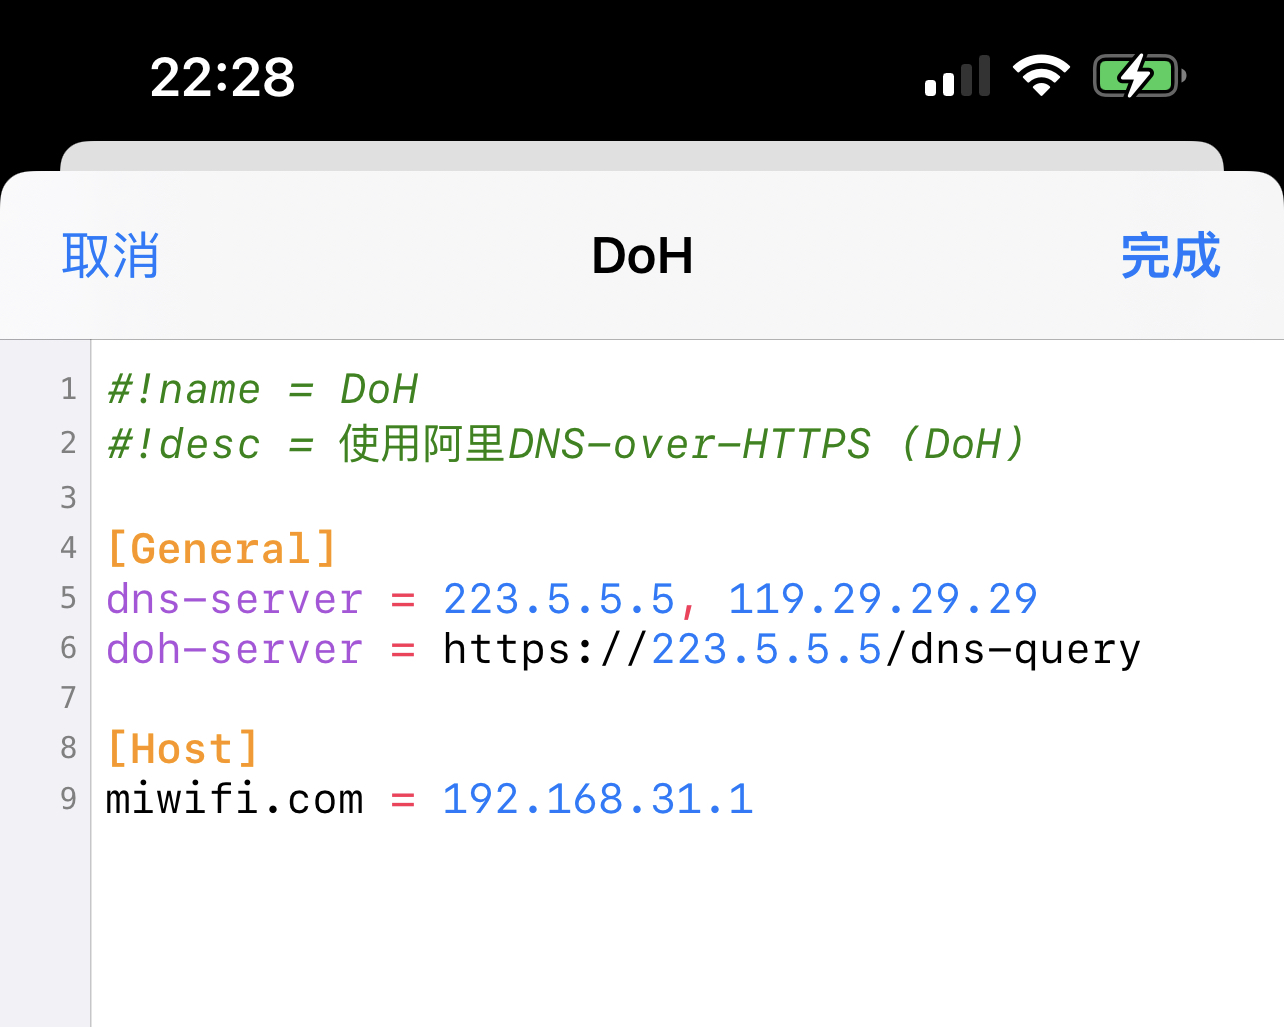 22:28
取消 DoH 完成
1 #!name = DoH
2 #!desc = 使用阿里DNS-over-HTTPS (DoH)
3
4 [General]
5 dns-server = 223.5.5.5, 119.29.29.29
6 doh-server = https://223.5.5.5/dns-query
7
8 [Host]
9 miwifi.com = 192.168.31.1